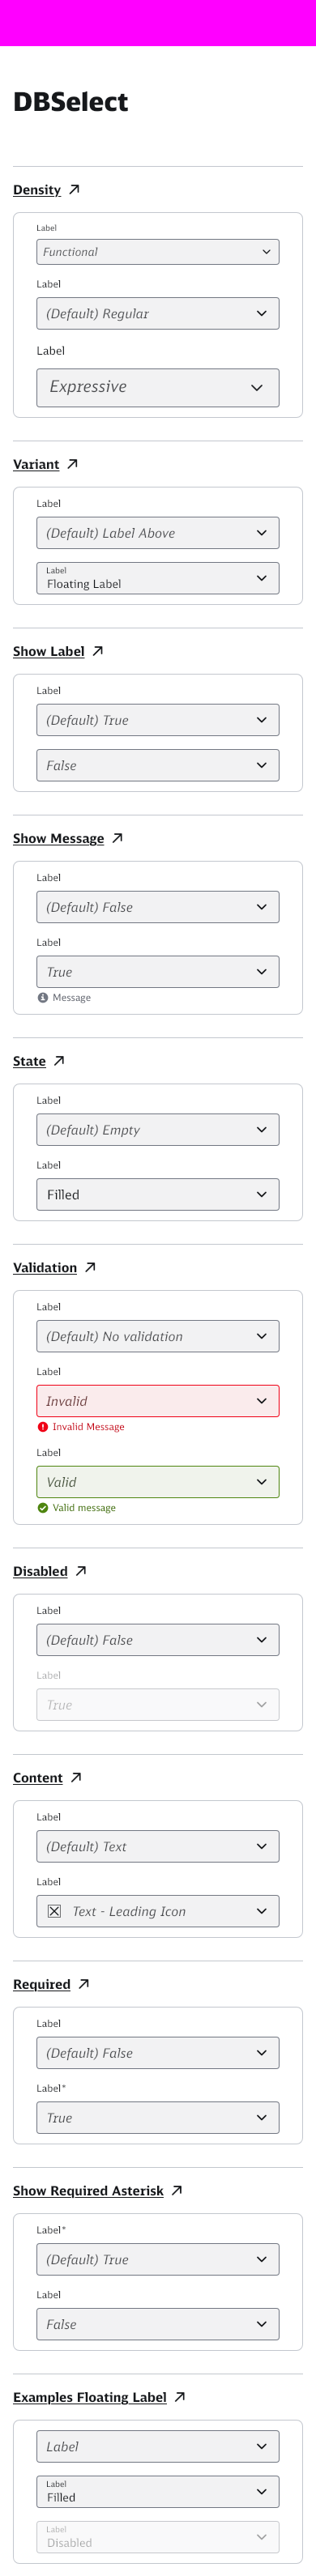 DBSelect
Density
Label
Functional
Label
(Default) Regular
Label
Expressive
Variant
Label
(Default) Label Above
Label
Floating Label
Show Label
Label
(Default) True
False
Show Message
Label
(Default) False
Label
True
Message
State
Label
(Default) Empty
Label
Filled
Validation
Label
(Default) No validation
Label
Invalid
Invalid Message
Label
Valid
Valid message
Disabled
Label
(Default) False
Label
True
Content
Label
(Default) Text
Label
Text - Leading Icon
Required
Label
(Default) False
Label*
True
Show Required Asterisk
Label*
(Default) True
Label
False
Examples Floating Label
Label
Label
Filled
Label
Disabled